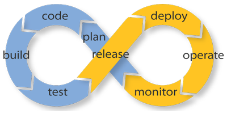 code
deploy
plan
build
release
operate
test
monitor